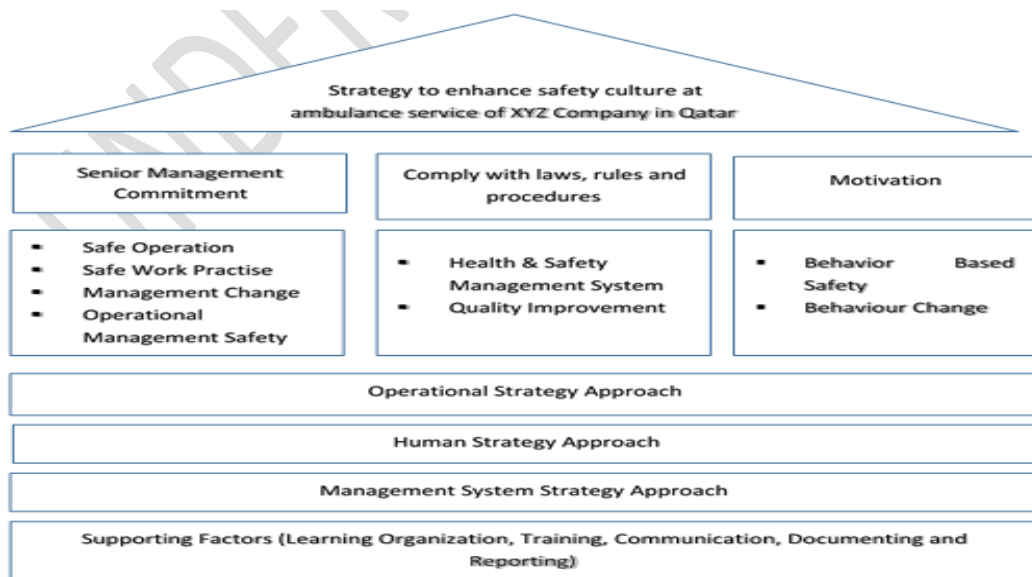 Strategy to enhance safety culture at
ambulance service of XYZ Company in Qatar
Senior Management
Commitment
Comply with laws, rules and
procedures
Motivation
▪ Safe Operation
▪ Safe Work Practise
▪ Management Change
▪ Operational
Management Safety
▪ Health & Safety
Management System
▪ Quality Improvement
▪ Behavior Based
Safety
▪ Behaviour Change
Operational Strategy Approach
Human Strategy Approach
Management System Strategy Approach
Supporting Factors (Learning Organization, Training, Communication, Documenting and
Reporting)